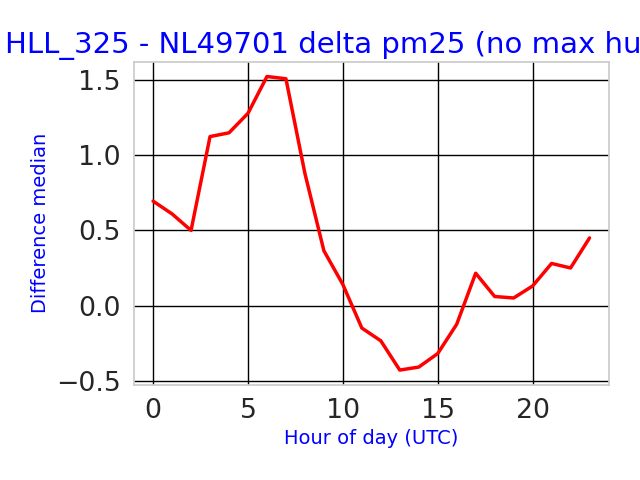 HLL_325 - NL49701 delta pm25 (no max hu
1.5
1.0
0.5
0.0
−0.5
Difference median
0 5 10 15 20
Hour of day (UTC)